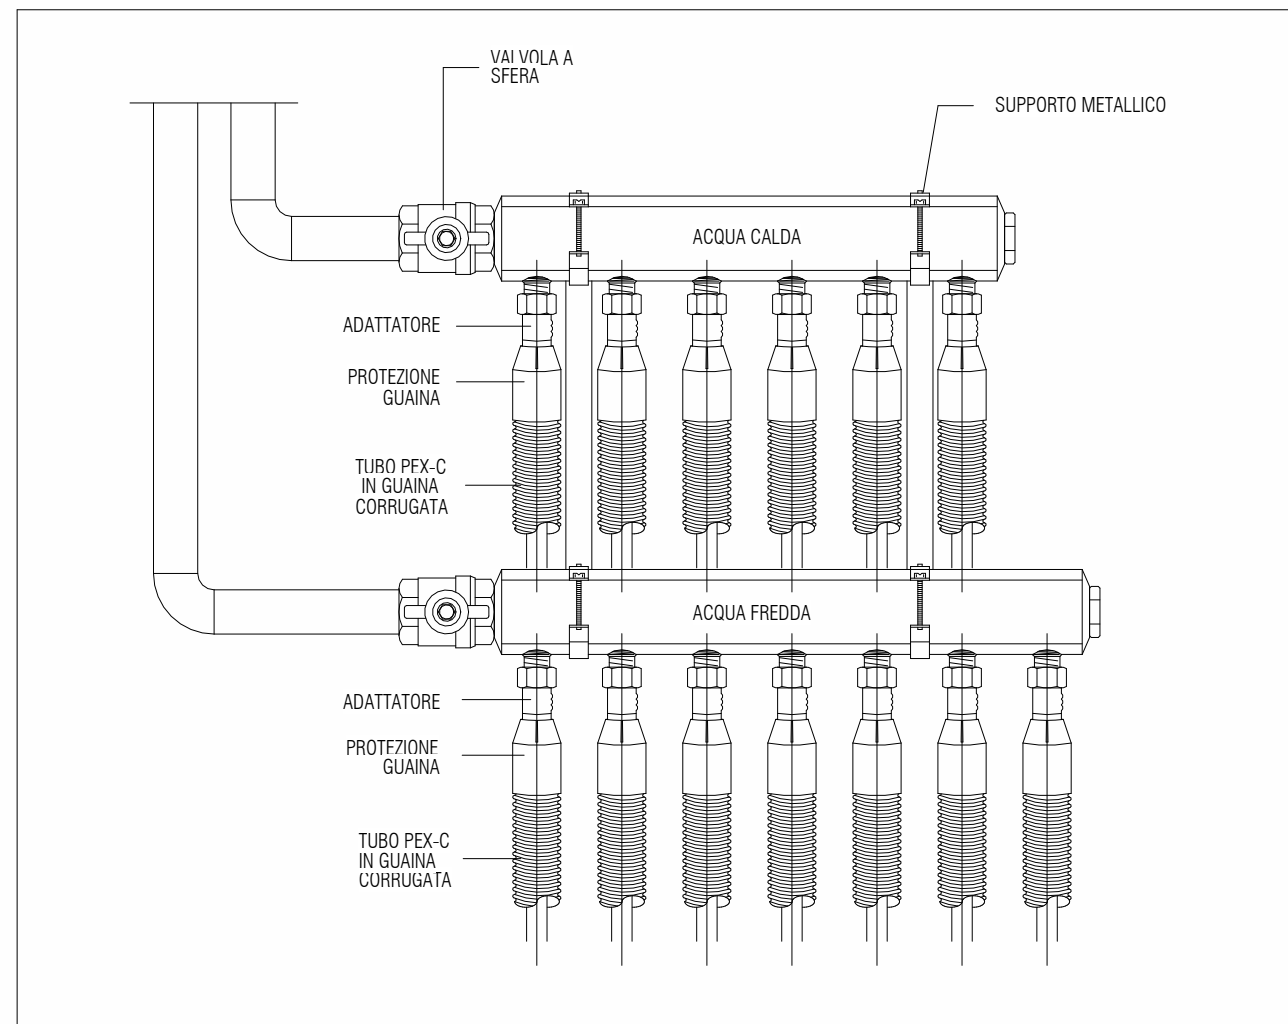 VALVOLA A
SFERA
SUPPORTO METALLICO
ACQUA CALDA
ADATTATORE
PROTEZIONE
GUAINA
TUBO PEX-C
IN GUAINA
CORRUGATA
ACQUA FREDDA
ADATTATORE
PROTEZIONE
GUAINA
TUBO PEX-C
IN GUAINA
CORRUGATA